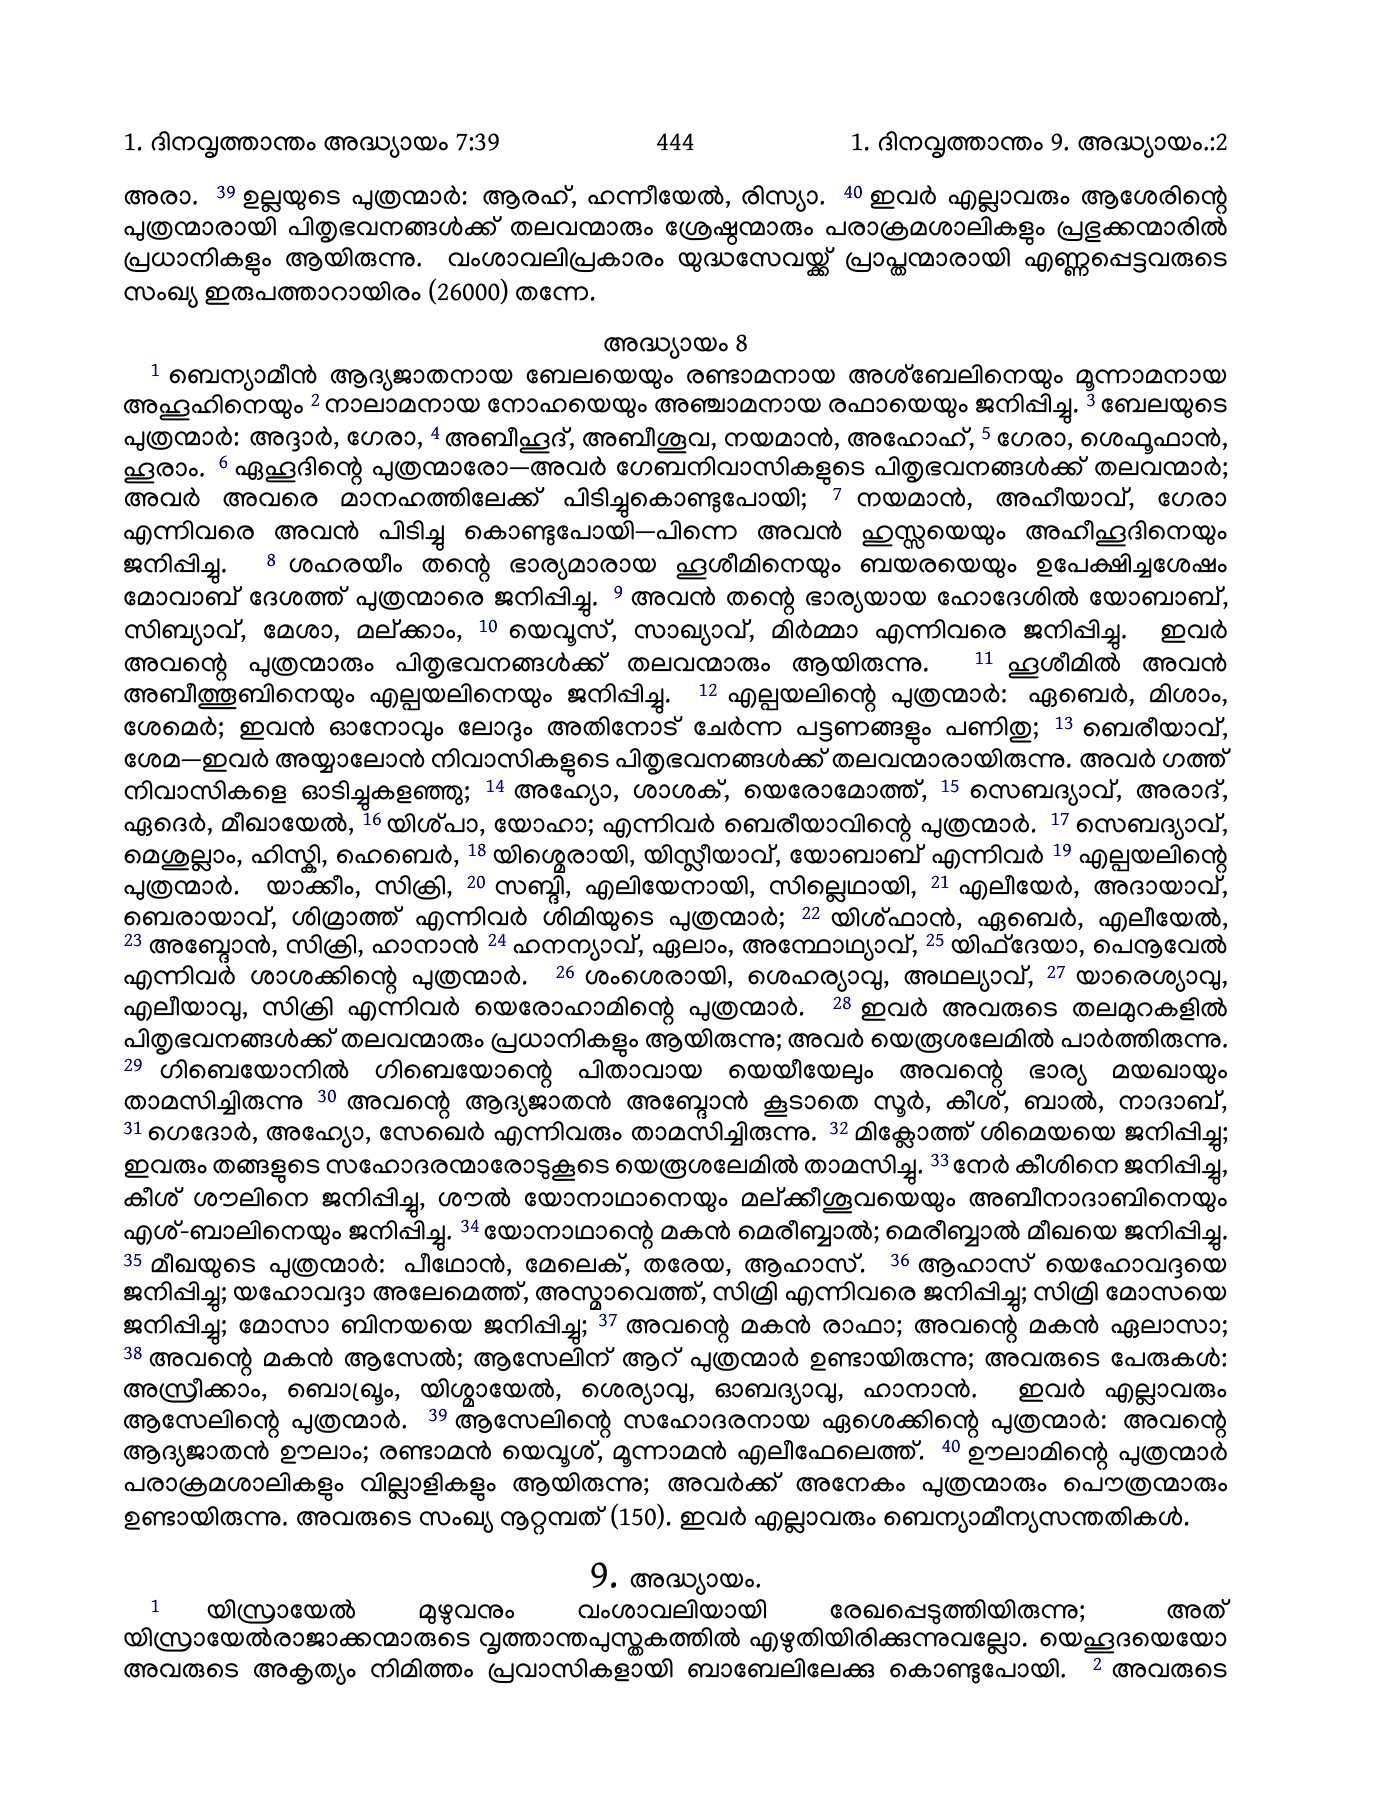 1. ദിനവൃത്താന്തം അദ്ധ്യായം 7:39 444 1. ദിനവൃത്താന്തം 9. അദ്ധ്യായം.:2
അരാ. 39 ഉല്ലയുടെ പുത്രന്മാർ: ആരഹ്, ഹന്നീയേൽ, രിസ്യാ. 40 ഇവർ എല്ലാവരും ആശേരിന്റെ
പുത്രന്മാരായി പിതൃഭവനങ്ങൾക്ക് തലവന്മാരും ശ്രേഷ്ഠന്മാരും പരാക്രമശാലികളും പ്രഭുക്കന്മാരിൽ
പ്രധാനികളും ആയിരുന്നു. വംശാവലിപ്രകാരം യുദ്ധസേവയ്ക്ക് പ്രാപ്തന്മാരായി എണ്ണപ്പെട്ടവരുടെ
സംഖ്യ ഇരുപത്താറായിരം (26000) തന്നേ.
അദ്ധ്യായം 8
1 ബെന്യാമീൻ ആദ്യജാതനായ ബേലയെയും രണ്ടാമനായ അശ്ബേലിനെയും മൂന്നാമനായ
അഹൂഹിനെയും 2 നാലാമനായ നോഹയെയും അഞ്ചാമനായ രഫായെയും ജനിപ്പിച്ചു. 3 ബേലയുടെ
പുത്രന്മാർ: അദ്ദാർ, ഗേരാ, 4 അബീഹൂദ്, അബീശൂവ, നയമാൻ, അഹോഹ്, 5 ഗേരാ, ശെഫൂഫാൻ,
ഹൂരാം. 6 ഏഹൂദിന്റെ പുത്രന്മാരോ—അവർ ഗേബനിവാസികളുടെ പിതൃഭവനങ്ങൾക്ക് തലവന്മാർ;
അവർ അവരെ മാനഹത്തിലേക്ക് പിടിച്ചുകൊണ്ടുപോയി; 7 നയമാൻ, അഹീയാവ്, ഗേരാ
എന്നിവരെ അവൻ പിടിച്ചു കൊണ്ടുപോയി—പിന്നെ അവൻ ഹുസ്സയെയും അഹീഹൂദിനെയും
ജനിപ്പിച്ചു. 8 ശഹരയീം തന്റെ ഭാര്യമാരായ ഹൂശീമിനെയും ബയരയെയും ഉപേക്ഷിച്ചശേഷം
മോവാബ് ദേശത്ത് പുത്രന്മാരെ ജനിപ്പിച്ചു. 9 അവൻ തന്റെ ഭാര്യയായ ഹോദേശിൽ യോബാബ്,
സിബ്യാവ്, മേശാ, മല്ക്കാം, 10 യെവൂസ്, സാഖ്യാവ്, മിർമ്മാ എന്നിവരെ ജനിപ്പിച്ചു. ഇവർ
അവന്റെ പുത്രന്മാരും പിതൃഭവനങ്ങൾക്ക് തലവന്മാരും ആയിരുന്നു. 11 ഹൂശീമിൽ അവൻ
അബീത്തൂബിനെയും എല്പയലിനെയും ജനിപ്പിച്ചു. 12 എല്പയലിന്റെ പുത്രന്മാർ: ഏബെർ, മിശാം,
ശേമെർ; ഇവൻ ഓനോവും ലോദും അതിനോട് ചേർന്ന പട്ടണങ്ങളും പണിതു; 13 ബെരീയാവ്,
ശേമ—ഇവർ അയ്യാലോൻ നിവാസികളുടെ പിതൃഭവനങ്ങൾക്ക് തലവന്മാരായിരുന്നു. അവർ ഗത്ത്
നിവാസികളെ ഓടിച്ചുകളഞ്ഞു; 14 അഹ്യോ, ശാശക്, യെരോമോത്ത്, 15 സെബദ്യാവ്, അരാദ്,
ഏദെർ, മീഖായേൽ, 16 യിശ്പാ, യോഹാ; എന്നിവർ ബെരീയാവിന്റെ പുത്രന്മാർ. 17 സെബദ്യാവ്,
മെശുല്ലാം, ഹിസ്കി, ഹെബെർ, 18 യിശ്മെരായി, യിസ്ലീയാവ്, യോബാബ് എന്നിവർ 19 എല്പയലിന്റെ
പുത്രന്മാർ. യാക്കീം, സിക്രി, 20 സബ്ദി, എലിയേനായി, സില്ലെഥായി, 21 എലീയേർ, അദായാവ്,
ബെരായാവ്, ശിമ്രാത്ത് എന്നിവർ ശിമിയുടെ പുത്രന്മാർ; 22 യിശ്ഫാൻ, ഏബെർ, എലീയേൽ,
23 അബ്ദോൻ, സിക്രി, ഹാനാൻ 24 ഹനന്യാവ്, ഏലാം, അന്ഥോഥ്യാവ്, 25 യിഫ്ദേയാ, പെനൂവേൽ
എന്നിവർ ശാശക്കിന്റെ പുത്രന്മാർ. 26 ശംശെരായി, ശെഹര്യാവു, അഥല്യാവ്, 27 യാരെശ്യാവു,
എലീയാവു, സിക്രി എന്നിവർ യെരോഹാമിന്റെ പുത്രന്മാർ. 28 ഇവർ അവരുടെ തലമുറകളിൽ
പിതൃഭവനങ്ങൾക്ക് തലവന്മാരും പ്രധാനികളും ആയിരുന്നു; അവർ യെരൂശലേമിൽ പാർത്തിരുന്നു.
29 ഗിബെയോനിൽ ഗിബെയോന്റെ പിതാവായ യെയീയേലും അവന്റെ ഭാര്യ മയഖായും
താമസിച്ചിരുന്നു 30 അവന്റെ ആദ്യജാതൻ അബ്ദോൻ കൂടാതെ സൂർ, കീശ്, ബാൽ, നാദാബ്,
31 ഗെദോർ, അഹ്യോ, സേഖെർ എന്നിവരും താമസിച്ചിരുന്നു. 32 മിക്ലോത്ത് ശിമെയയെ ജനിപ്പിച്ചു;
ഇവരും തങ്ങളുടെ സഹോദരന്മാരോടുകൂടെ യെരൂശലേമിൽ താമസിച്ചു. 33 നേർ കീശിനെ ജനിപ്പിച്ചു,
കീശ് ശൗലിനെ ജനിപ്പിച്ചു, ശൗൽ യോനാഥാനെയും മല്ക്കീശൂവയെയും അബീനാദാബിനെയും
എശ്-ബാലിനെയും ജനിപ്പിച്ചു. 34 യോനാഥാന്റെ മകൻ മെരീബ്ബാൽ; മെരീബ്ബാൽ മീഖയെ ജനിപ്പിച്ചു.
35 മീഖയുടെ പുത്രന്മാർ: പീഥോൻ, മേലെക്, തരേയ, ആഹാസ്. 36 ആഹാസ് യെഹോവദ്ദയെ
ജനിപ്പിച്ചു; യഹോവദ്ദാ അലേമെത്ത്, അസ്മാവെത്ത്, സിമ്രി എന്നിവരെ ജനിപ്പിച്ചു; സിമ്രി മോസയെ
ജനിപ്പിച്ചു; മോസാ ബിനയയെ ജനിപ്പിച്ചു; 37 അവന്റെ മകൻ രാഫാ; അവന്റെ മകൻ ഏലാസാ;
38 അവന്റെ മകൻ ആസേൽ; ആസേലിന് ആറ് പുത്രന്മാർ ഉണ്ടായിരുന്നു; അവരുടെ പേരുകൾ:
അസ്രീക്കാം, ബൊഖ്രൂം, യിശ്മായേൽ, ശെര്യാവു, ഓബദ്യാവു, ഹാനാൻ. ഇവർ എല്ലാവരും
ആസേലിന്റെ പുത്രന്മാർ. 39 ആസേലിന്റെ സഹോദരനായ ഏശെക്കിന്റെ പുത്രന്മാർ: അവന്റെ
ആദ്യജാതൻ ഊലാം; രണ്ടാമൻ യെവൂശ്, മൂന്നാമൻ എലീഫേലെത്ത്. 40 ഊലാമിന്റെ പുത്രന്മാർ
പരാക്രമശാലികളും വില്ലാളികളും ആയിരുന്നു; അവർക്ക് അനേകം പുത്രന്മാരും പൌത്രന്മാരും
ഉണ്ടായിരുന്നു. അവരുടെ സംഖ്യ നൂറ്റമ്പത് (150). ഇവർ എല്ലാവരും ബെന്യാമീന്യസന്തതികൾ.
9. അദ്ധ്യായം.
1 യിസ്രായേൽ മുഴുവനും വംശാവലിയായി രേഖപ്പെടുത്തിയിരുന്നു; അത്
യിസ്രായേൽരാജാക്കന്മാരുടെ വൃത്താന്തപുസ്തകത്തിൽ എഴുതിയിരിക്കുന്നുവല്ലോ. യെഹൂദയെയോ
അവരുടെ അകൃത്യം നിമിത്തം പ്രവാസികളായി ബാബേലിലേക്കു കൊണ്ടുപോയി. 2 അവരുടെ